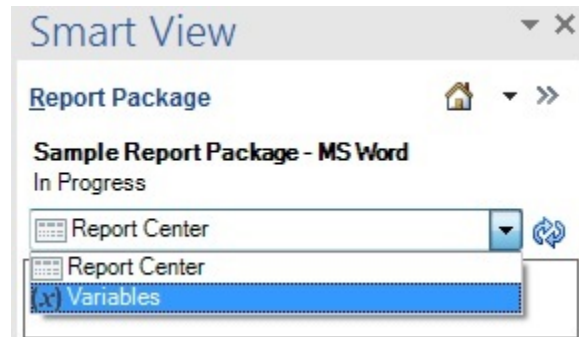 Smart View
Report Package
Sample Report Package - MS Word
In Progress
Report Center
Report Center
(x) Variables